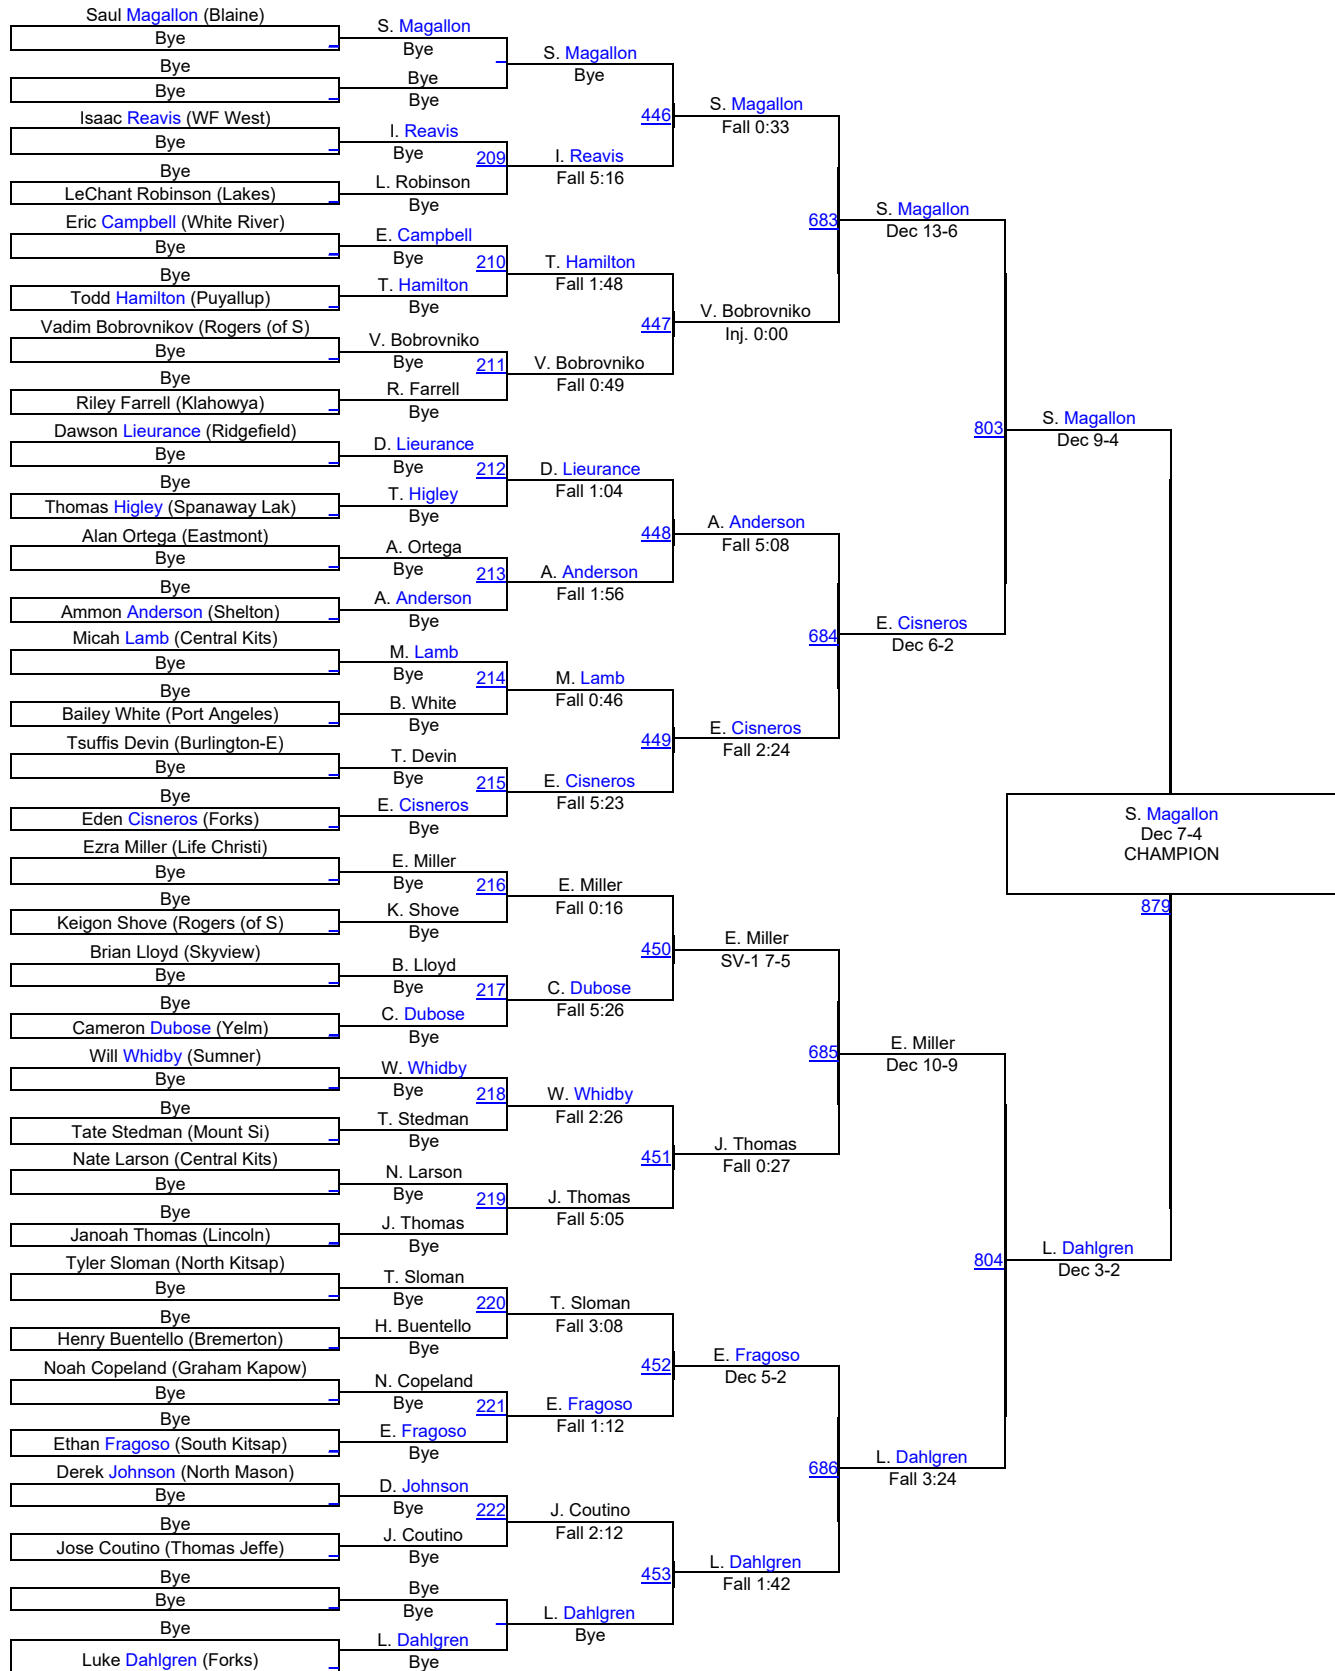 Saul Magallon (Blaine)
Bye
Bye
Bye
Isaac Reavis (WF West)
Bye
Bye
LeChant Robinson (Lakes)
Eric Campbell (White River)
Bye
Bye
Todd Hamilton (Puyallup)
Vadim Bobrovnikov (Rogers (of S)
Bye
Bye
Riley Farrell (Klahowya)
Dawson Lieurance (Ridgefield)
Bye
Bye
Thomas Higley (Spanaway Lak)
Alan Ortega (Eastmont)
Bye
Bye
Ammon Anderson (Shelton)
Micah Lamb (Central Kits)
Bye
Bye
Bailey White (Port Angeles)
Tsuffis Devin (Burlington-E)
Bye
Bye
Eden Cisneros (Forks)
Ezra Miller (Life Christi)
Bye
Bye
Keigon Shove (Rogers (of S)
Brian Lloyd (Skyview)
Bye
Bye
Cameron Dubose (Yelm)
Will Whidby (Sumner)
Bye
Bye
Tate Stedman (Mount Si)
Nate Larson (Central Kits)
Bye
Bye
Janoah Thomas (Lincoln)
Tyler Sloman (North Kitsap)
Bye
Bye
Henry Buentello (Bremerton)
Noah Copeland (Graham Kapow)
Bye
Bye
Ethan Fragoso (South Kitsap)
Derek Johnson (North Mason)
Bye
Bye
Jose Coutino (Thomas Jeffe)
Bye
Bye
Bye
Luke Dahlgren (Forks)
S. Magallon
Bye
Bye
Bye
I. Reavis
Bye
209
L. Robinson
Bye
E. Campbell
Bye
210
T. Hamilton
Bye
V. Bobrovniko
Bye
211
R. Farrell
Bye
D. Lieurance
Bye
212
T. Higley
Bye
A. Ortega
Bye
213
A. Anderson
Bye
M. Lamb
Bye
214
B. White
Bye
T. Devin
Bye
215
E. Cisneros
Bye
E. Miller
Bye
216
K. Shove
Bye
B. Lloyd
Bye
217
C. Dubose
Bye
W. Whidby
Bye
218
T. Stedman
Bye
N. Larson
Bye
219
J. Thomas
Bye
T. Sloman
Bye
220
H. Buentello
Bye
N. Copeland
Bye
221
E. Fragoso
Bye
D. Johnson
Bye
222
J. Coutino
Bye
Bye
Bye
L. Dahlgren
Bye
S. Magallon
Bye
446
I. Reavis
Fall 5:16
T. Hamilton
Fall 1:48
447
V. Bobrovniko
Fall 0:49
D. Lieurance
Fall 1:04
448
A. Anderson
Fall 1:56
M. Lamb
Fall 0:46
449
E. Cisneros
Fall 5:23
E. Miller
Fall 0:16
450
C. Dubose
Fall 5:26
W. Whidby
Fall 2:26
451
J. Thomas
Fall 5:05
T. Sloman
Fall 3:08
452
E. Fragoso
Fall 1:12
J. Coutino
Fall 2:12
453
L. Dahlgren
Bye
S. Magallon
Fall 0:33
683
V. Bobrovniko
Inj. 0:00
A. Anderson
Fall 5:08
684
E. Cisneros
Fall 2:24
E. Miller
SV-1 7-5
685
J. Thomas
Fall 0:27
E. Fragoso
Dec 5-2
686
L. Dahlgren
Fall 1:42
S. Magallon
Dec 13-6
803
E. Cisneros
Dec 6-2
E. Miller
Dec 10-9
804
L. Dahlgren
Fall 3:24
S. Magallon
Dec 9-4
L. Dahlgren
Dec 3-2
S. Magallon
Dec 7-4
CHAMPION
879